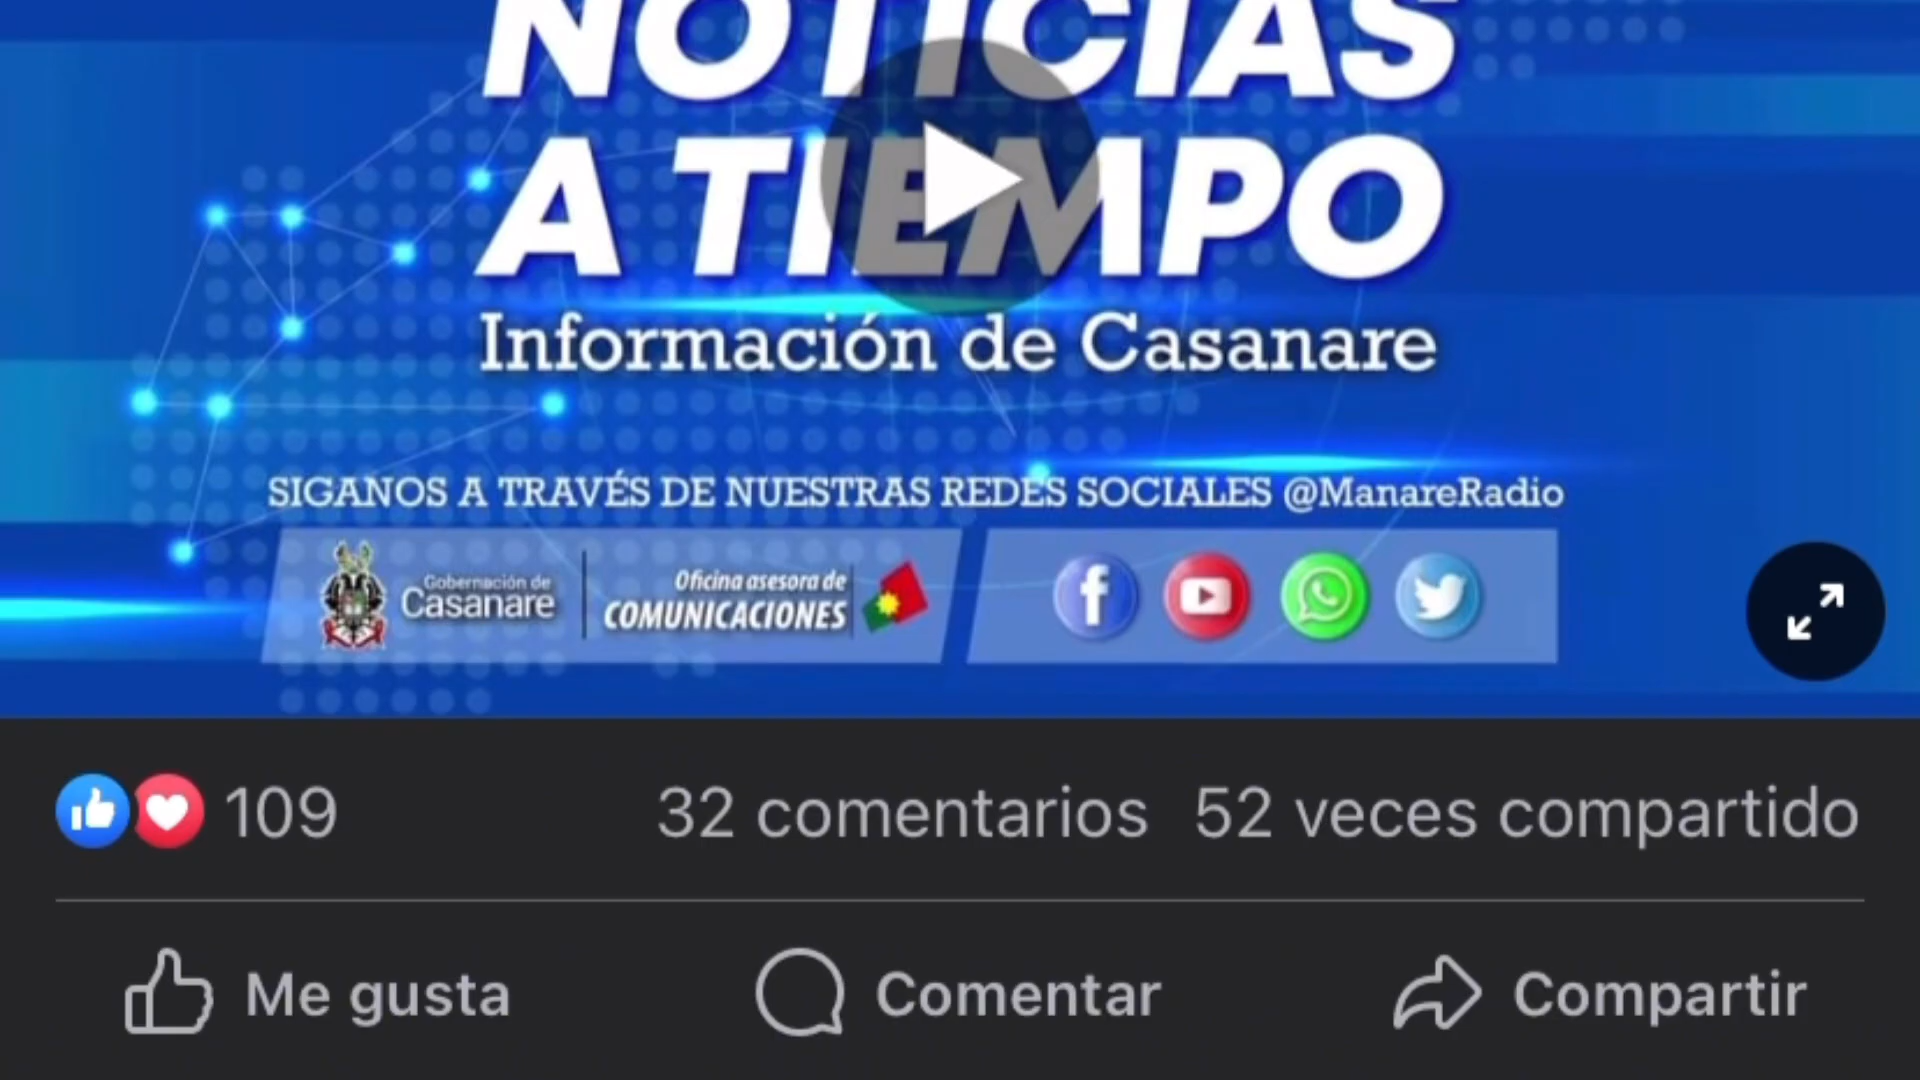 NOTICIAS
A TIEMPO
Información de Casanare
SIGANOS A TRAVÉS DE NUESTRAS REDES SOCIALES @ManareRadio
Gobernación de
Casanare
Oficina asesora de
COMUNICACIONES
109
32 comentarios
52 veces compartido
Me gusta
Comentar
Compartir